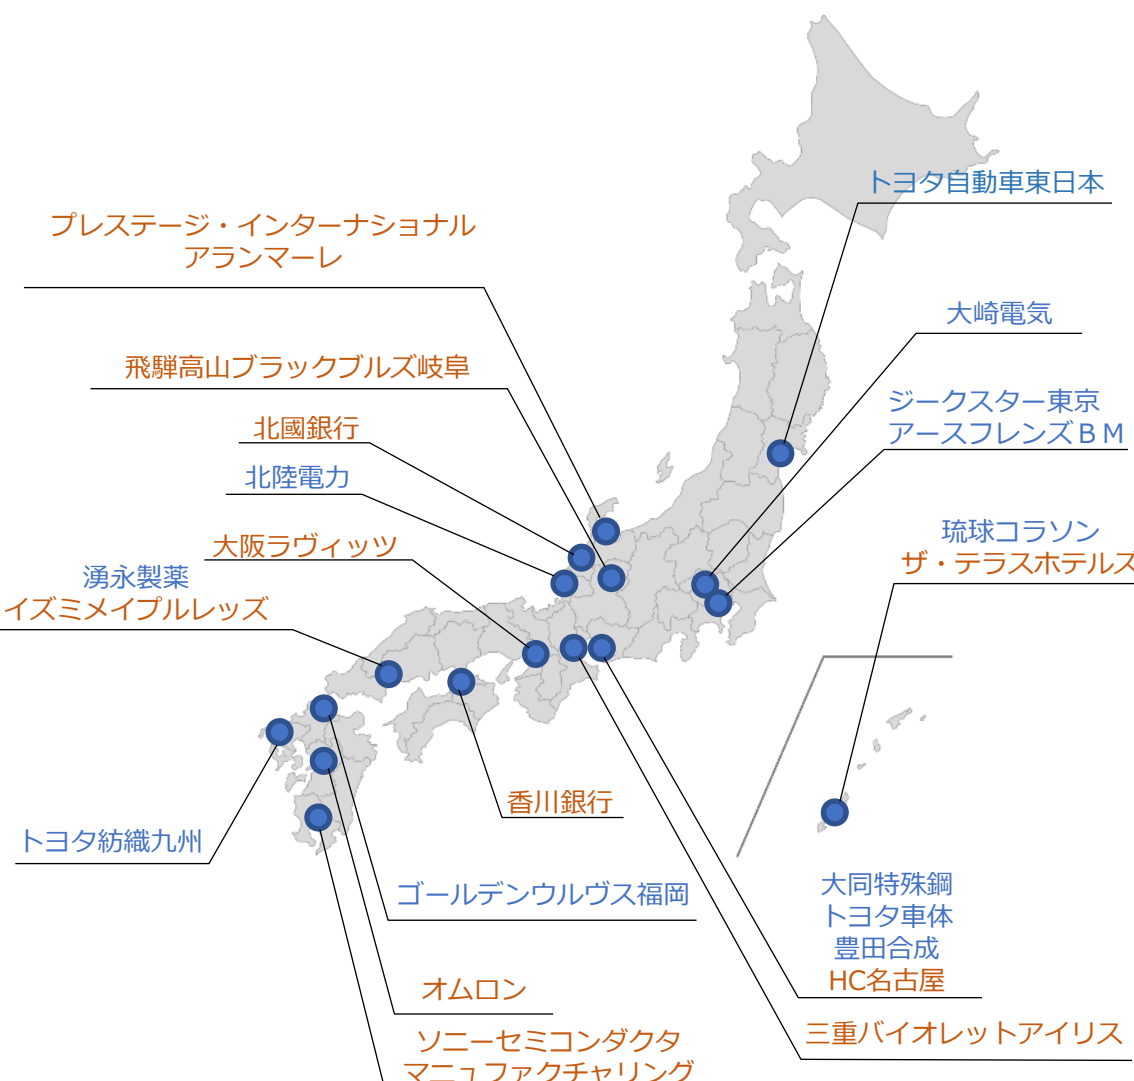 トヨタ自動車東日本
プレステージ・インターナショナル
アランマーレ
大崎電気
飛騨高山ブラックブルズ岐阜
ジークスター東京
アースフレンズＢＭ
北國銀行
北陸電力
琉球コラソン
ザ・テラスホテルズ
大阪ラヴィッツ
湧永製薬
イズミメイプルレッズ
香川銀行
トヨタ紡織九州
ゴールデンウルヴス福岡
大同特殊鋼
トヨタ車体
豊田合成
HC名古屋
オムロン
三重バイオレットアイリス
ソニーセミコンダクタ
マニュファクチャリング